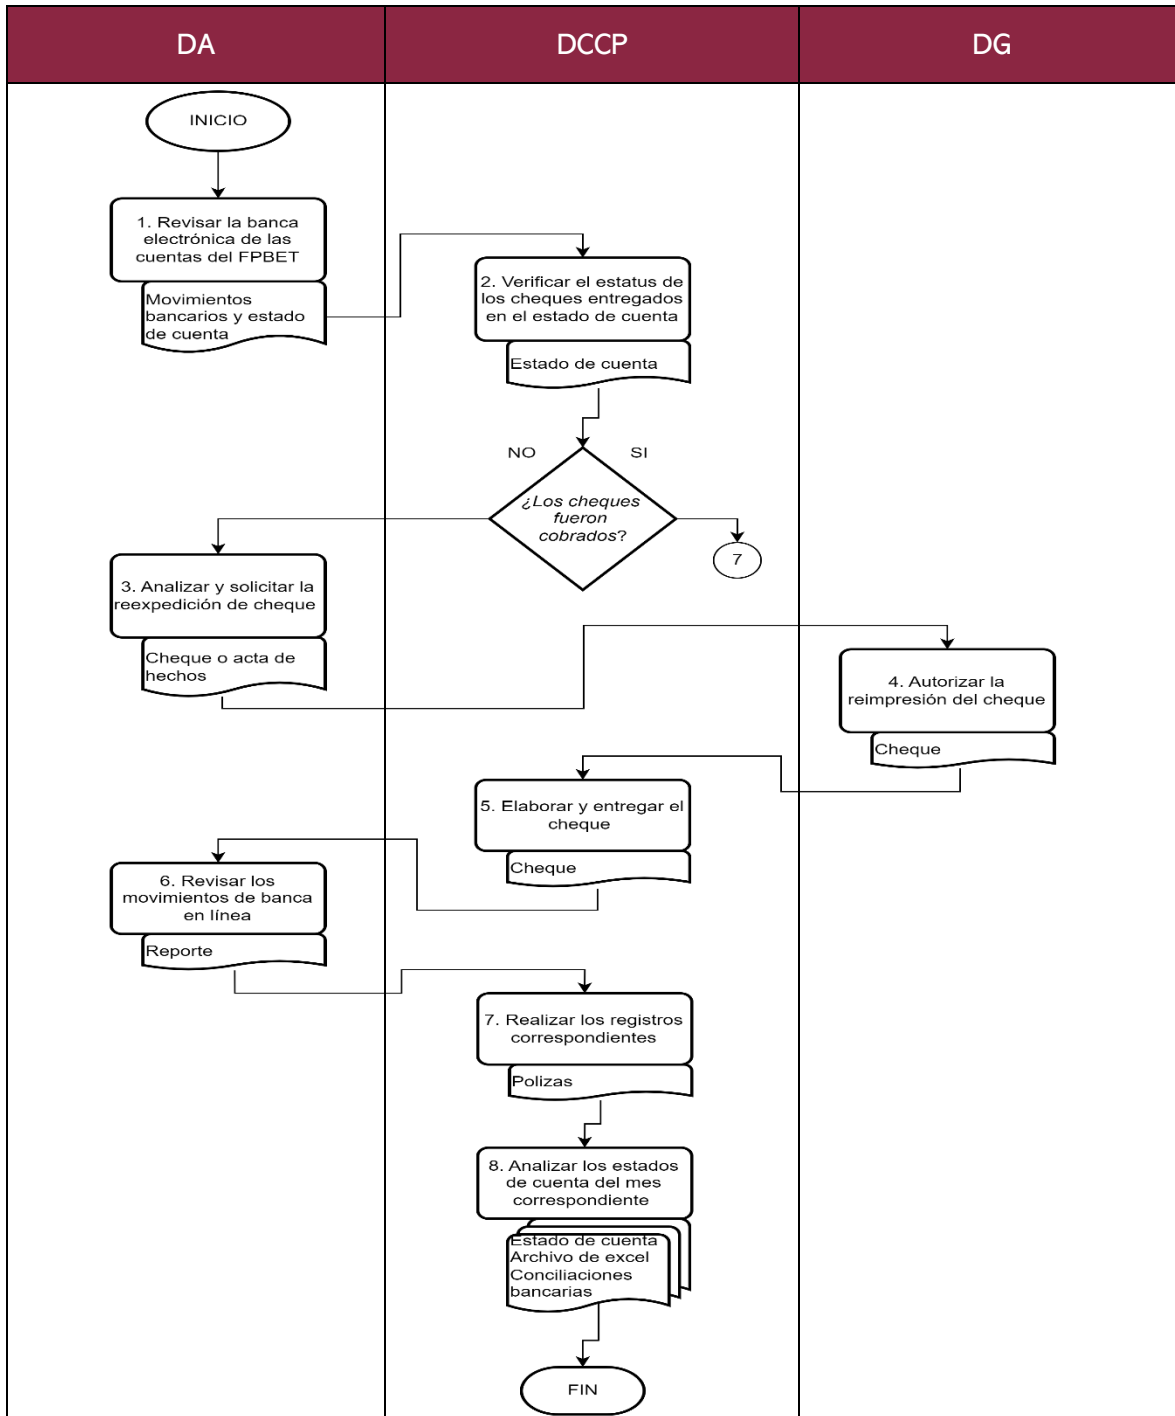 DA
DCCP
DG
INICIO
1. Revisar la banca
electrónica de las
cuentas del FPBET
Movimientos
bancarios y estado
de cuenta
2. Verificar el estatus de
los cheques entregados
en el estado de cuenta
Estado de cuenta
NO
SI
¿Los cheques
fueron
cobrados?
7
3. Analizar y solicitar la
reexpedición de cheque
Cheque o acta de
hechos
4. Autorizar la
reimpresión del cheque
Cheque
5. Elaborar y entregar el
cheque
Cheque
6. Revisar los
movimientos de banca
en línea
Reporte
7. Realizar los registros
correspondientes
Polizas
8. Analizar los estados
de cuenta del mes
correspondiente
Estado de cuenta
Archivo de excel
Conciliaciones
bancarias
FIN